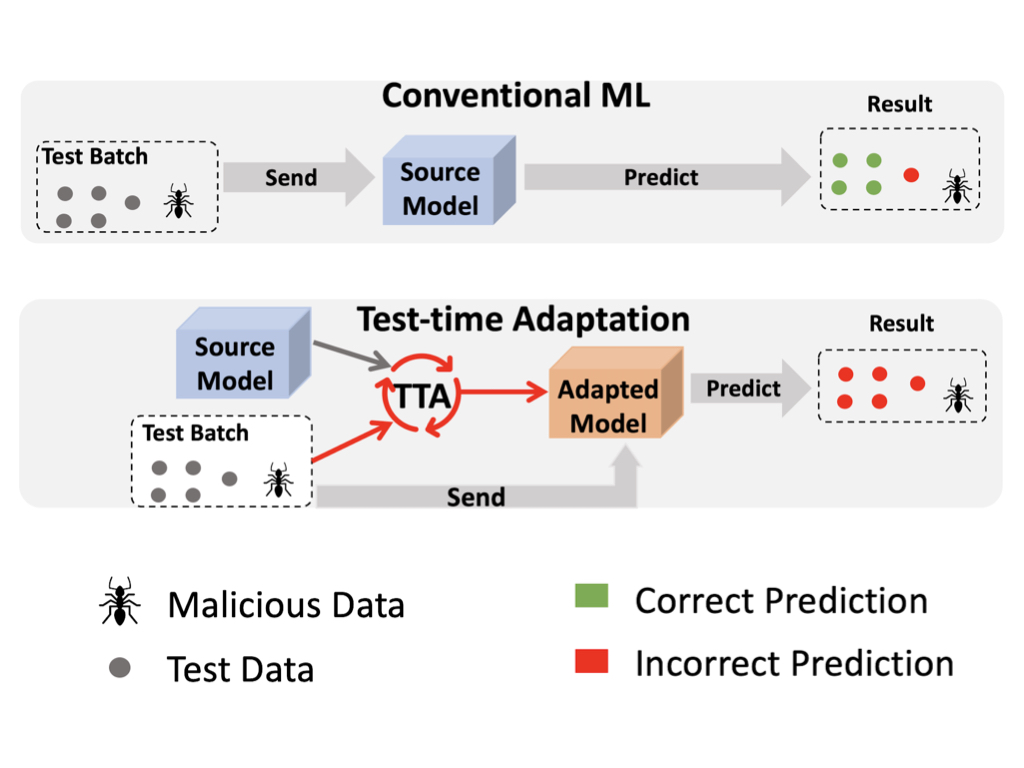 Conventional ML
Result
Test Batch
Send
Source
Model
Predict
Test-time Adaptation
Result
Source
Model
TTA
Adapted
Model
Predict
Test Batch
Send
Malicious Data
Correct Prediction
Test Data
Incorrect Prediction